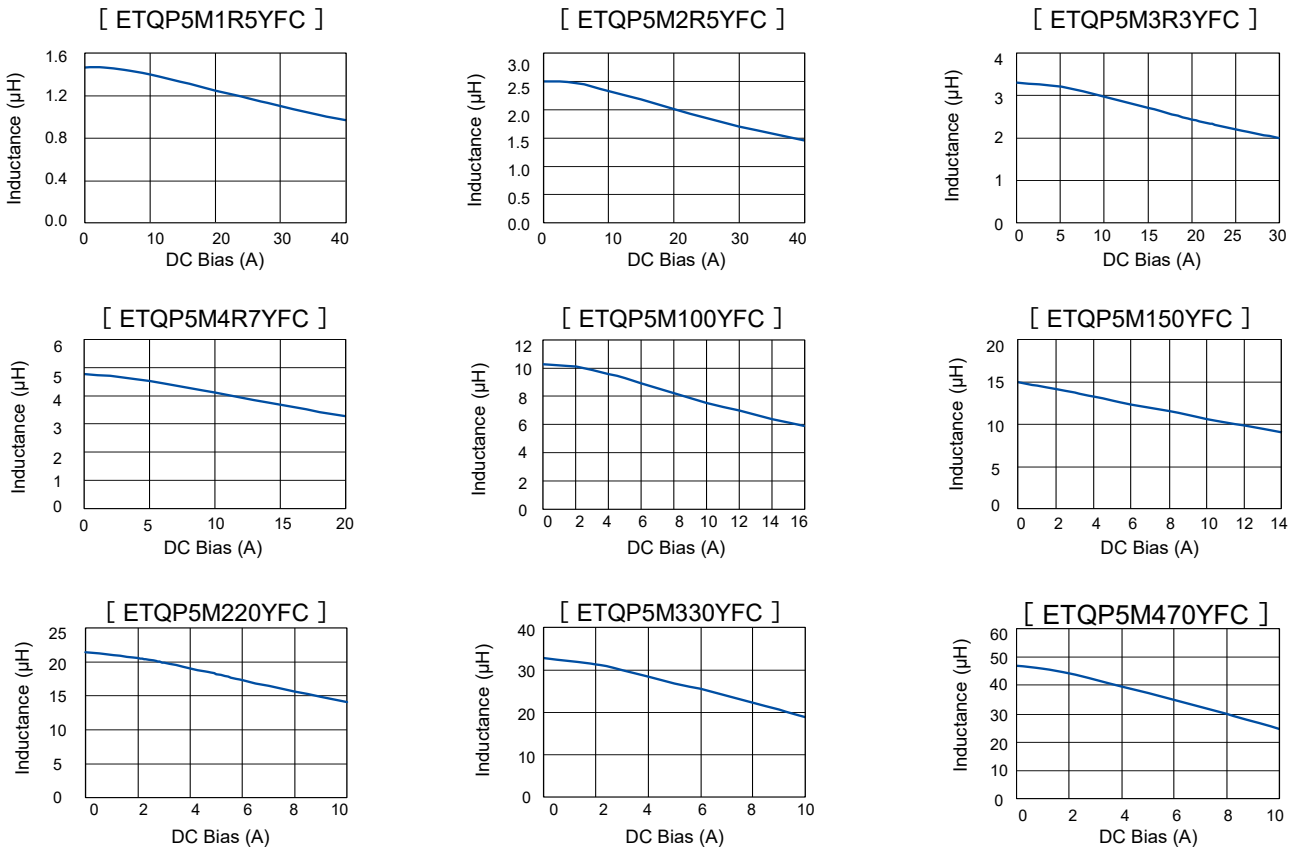 [ ETQP5M1R5YFC ]
Inductance (µH)
1.6
1.2
0.8
0.4
0.0
0 10 20 30 40
DC Bias (A)
[ ETQP5M2R5YFC ]
Inductance (µH)
3.0
2.5
2.0
1.5
1.0
0.5
0.0
0 10 20 30 40
DC Bias (A)
[ ETQP5M3R3YFC ]
Inductance (µH)
4
3
2
1
0
0 5 10 15 20 25 30
DC Bias (A)
[ ETQP5M4R7YFC ]
Inductance (µH)
6
5
4
3
2
1
0
0 5 10 15 20
DC Bias (A)
[ ETQP5M100YFC ]
Inductance (µH)
12
10
8
6
4
2
0
0 2 4 6 8 10 12 14 16
DC Bias (A)
[ ETQP5M150YFC ]
Inductance (µH)
20
15
10
5
0
0 2 4 6 8 10 12 14
DC Bias (A)
[ ETQP5M220YFC ]
Inductance (µH)
25
20
15
10
5
0
0 2 4 6 8 10
DC Bias (A)
[ ETQP5M330YFC ]
Inductance (µH)
40
30
20
10
0
0 2 4 6 8 10
DC Bias (A)
[ ETQP5M470YFC ]
Inductance (µH)
60
50
40
30
20
10
0
0 2 4 6 8 10
DC Bias (A)